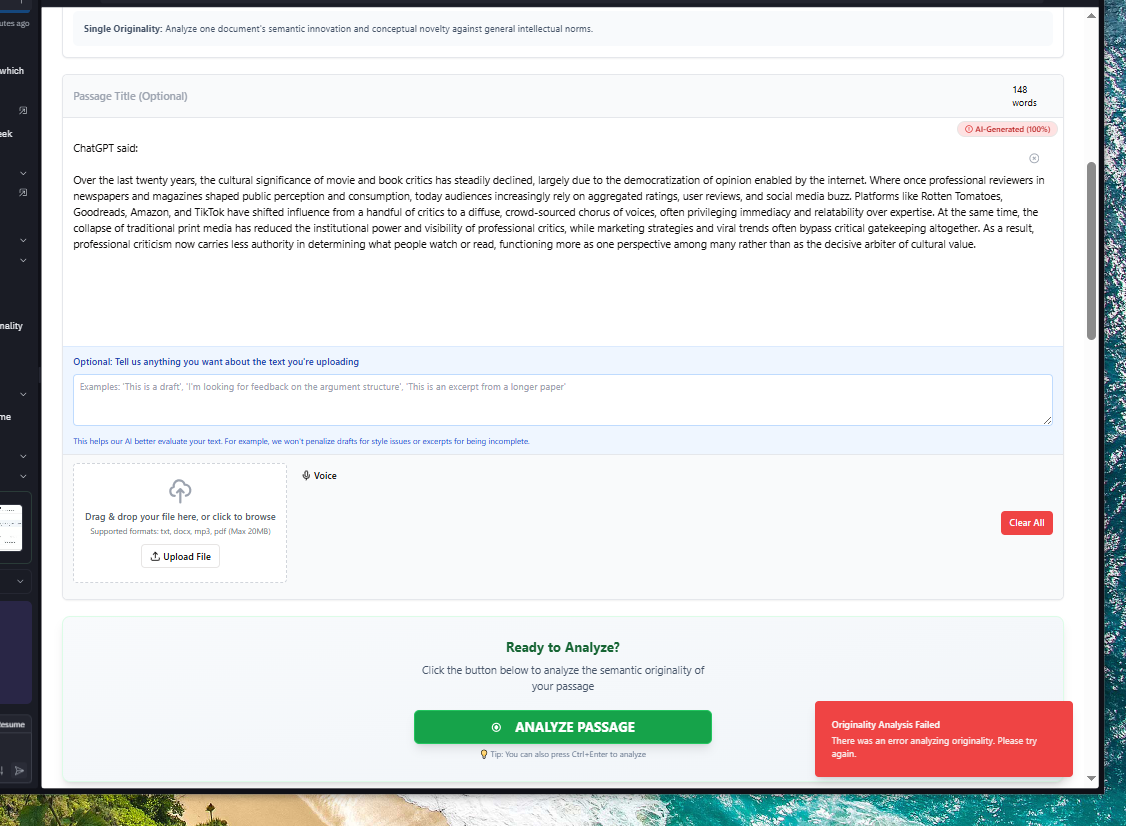 utes ago
which
eek
nality
me
esume
Single Originality: Analyze one document's semantic innovation and conceptual novelty against general intellectual norms.
Passage Title (Optional)
148
words
AI-Generated (100%)
ChatGPT said:
Over the last twenty years, the cultural significance of movie and book critics has steadily declined, largely due to the democratization of opinion enabled by the internet. Where once professional reviewers in
newspapers and magazines shaped public perception and consumption, today audiences increasingly rely on aggregated ratings, user reviews, and social media buzz. Platforms like Rotten Tomatoes,
Goodreads, Amazon, and TikTok have shifted influence from a handful of critics to a diffuse, crowd-sourced chorus of voices, often privileging immediacy and relatability over expertise. At the same time, the
collapse of traditional print media has reduced the institutional power and visibility of professional critics, while marketing strategies and viral trends often bypass critical gatekeeping altogether. As a result,
professional criticism now carries less authority in determining what people watch or read, functioning more as one perspective among many rather than as the decisive arbiter of cultural value.
Optional: Tell us anything you want about the text you're uploading
Examples: 'This is a draft', 'I'm looking for feedback on the argument structure', 'This is an excerpt from a longer paper'
This helps our AI better evaluate your text. For example, we won't penalize drafts for style issues or excerpts for being incomplete.
Drag & drop your file here, or click to browse
Supported formats: txt, docx, mp3, pdf (Max 20MB)
Upload File
Voice
Clear All
Ready to Analyze?
Click the button below to analyze the semantic originality of
your passage
ANALYZE PASSAGE
Tip: You can also press Ctrl+Enter to analyze
Originality Analysis Failed
There was an error analyzing originality. Please try
again.